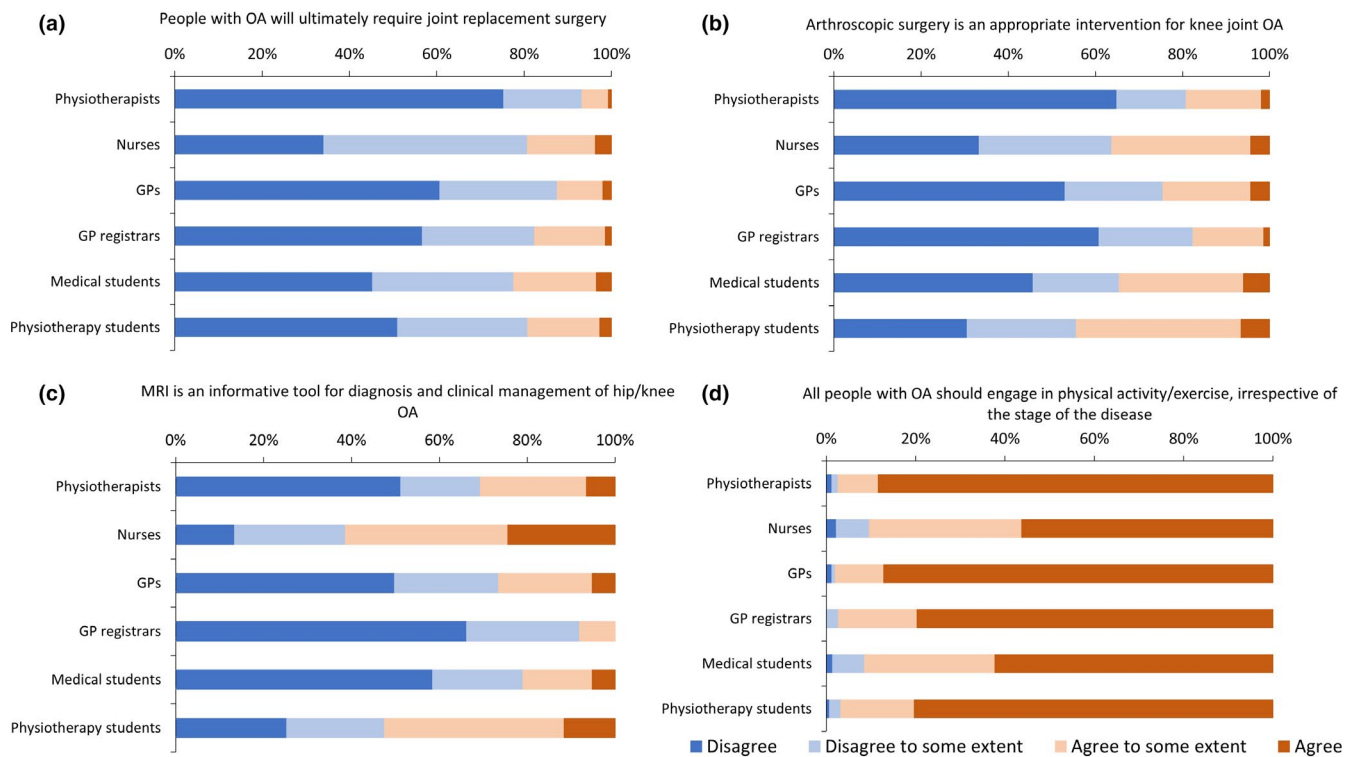 (a)
People with OA will ultimately require joint replacement surgery
0% 20% 40% 60% 80% 100%
Physiotherapists
Nurses
GPs
GP registrars
Medical students
Physiotherapy students
(b)
Arthroscopic surgery is an appropriate intervention for knee joint OA
0% 20% 40% 60% 80% 100%
Physiotherapists
Nurses
GPs
GP registrars
Medical students
Physiotherapy students
(c)
MRI is an informative tool for diagnosis and clinical management of hip/knee
OA
0% 20% 40% 60% 80% 100%
Physiotherapists
Nurses
GPs
GP registrars
Medical students
Physiotherapy students
(d)
All people with OA should engage in physical activity/exercise, irrespective of
the stage of the disease
0% 20% 40% 60% 80% 100%
Physiotherapists
Nurses
GPs
GP registrars
Medical students
Physiotherapy students
Disagree Disagree to some extent Agree to some extent Agree